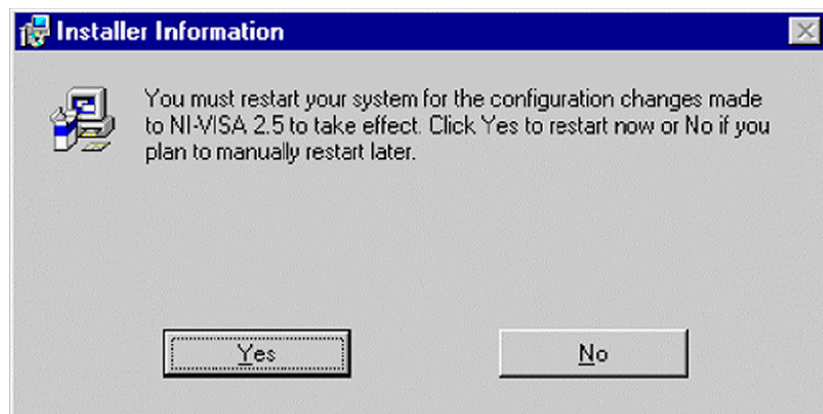 Installer Information
You must restart your system for the configuration changes made
to NI-VISA 2.5 to take effect. Click Yes to restart now or No if you
plan to manually restart later.
Yes
No